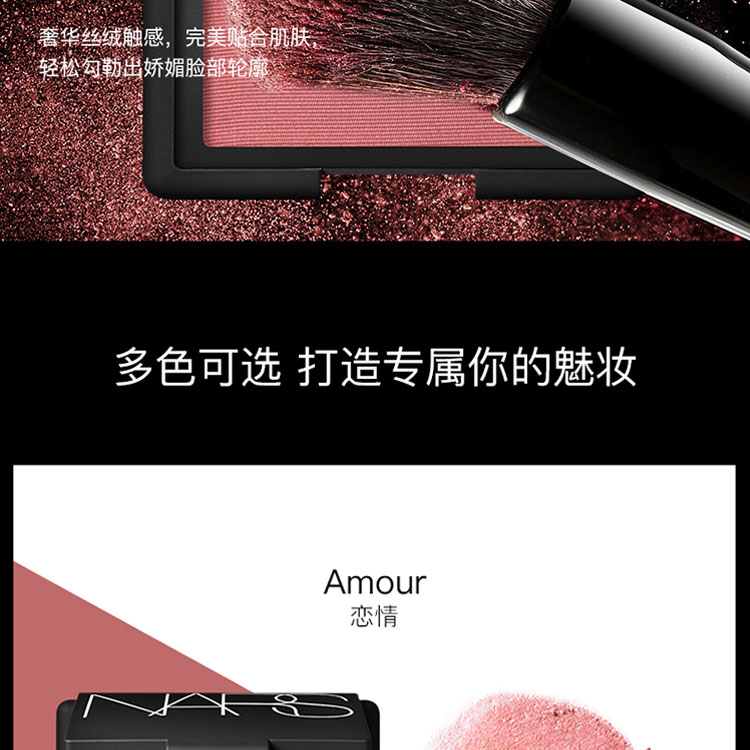 奢华丝绒触感，完美贴合肌肤，
轻松勾勒出娇媚脸部轮廓
多色可选 打造专属你的魅妆
Amour
恋情
NARS